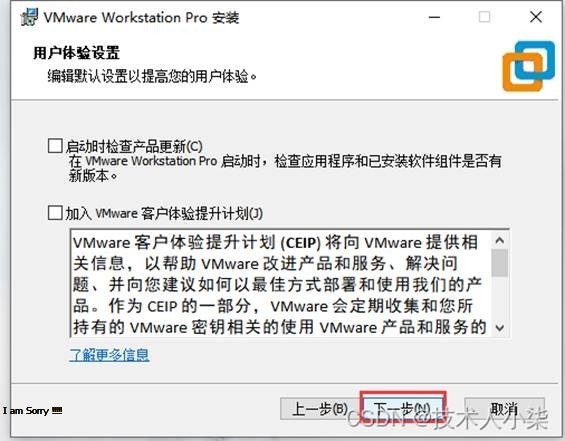 VMware Workstation Pro 安装
用户体验设置
编辑默认设置以提高您的用户体验。
启动时检查产品更新(C)
在 VMware Workstation Pro 启动时，检查应用程序和已安装软件组件是否有
新版本。
加入 VMware 客户体验提升计划(J)
VMware 客户体验提升计划 (CEIP) 将向 VMware 提供相
关信息，以帮助 VMware 改进产品和服务、解决问
题、并向您建议如何以最佳方式部署和使用我们的产
品。作为 CEIP 的一部分，VMware 会定期收集和您所
持有的 VMware 密钥相关的使用 VMware 产品和服务的
了解更多信息
I am Sorry !!!!!
上一步(B) 下一步(N) 取消
CSDN @技术人小柒